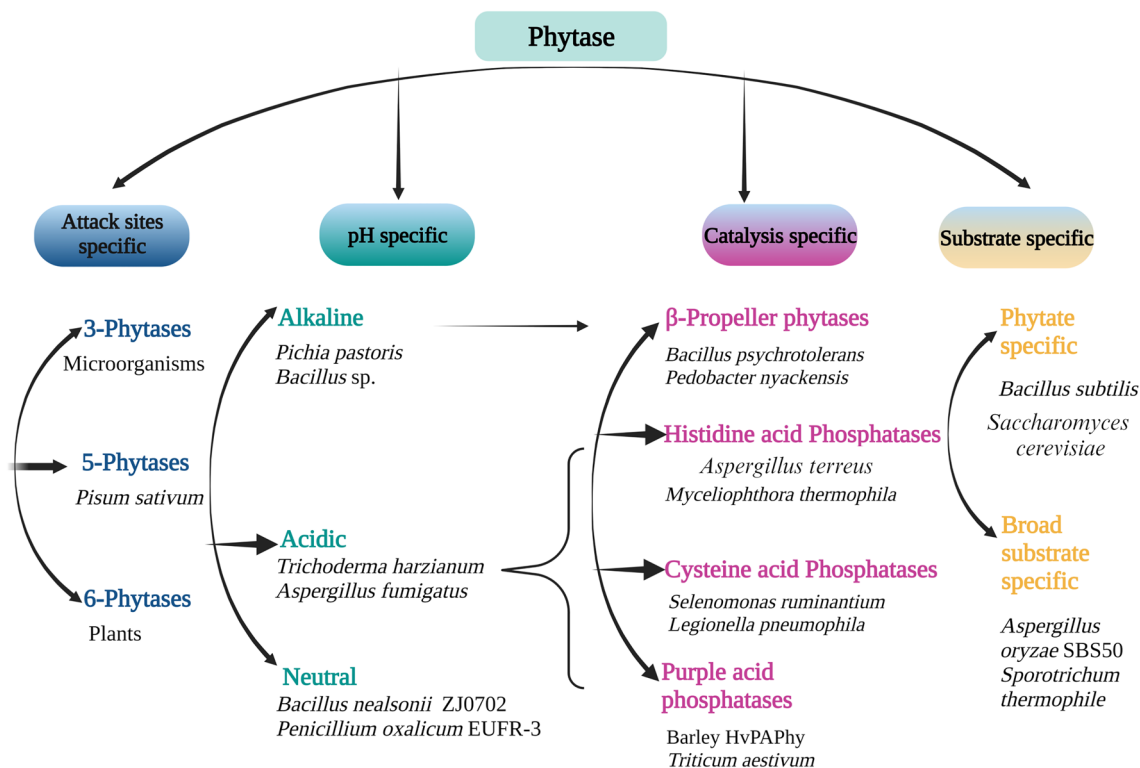 Phytase
Attack sites
specific
pH specific
Catalysis specific
Substrate specific
3-Phytases
Microorganisms
5-Phytases
Pisum sativum
6-Phytases
Plants
Alkaline
Pichia pastoris
Bacillus sp.
Acidic
Trichoderma harzianum
Aspergillus fumigatus
Neutral
Bacillus nealsonii ZJ0702
Penicillium oxalicum EUFR-3
β-Propeller phytases
Bacillus psychrotolerans
Pedobacter nyackensis
Histidine acid Phosphatases
Aspergillus terreus
Myceliophthora thermophila
Cysteine acid Phosphatases
Selenomonas ruminantium
Legionella pneumophila
Purple acid
phosphatases
Barley HvPAPhy
Triticum aestivum
Phytate
specific
Bacillus subtilis
Saccharomyces
cerevisiae
Broad
substrate
specific
Aspergillus
oryzae SBS50
Sporotrichum
thermophile